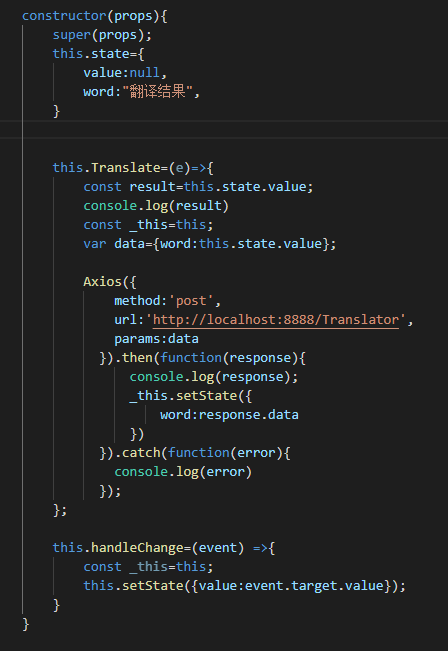 constructor(props){
super(props);
this.state={
value:null,
word:"翻译结果",
}
this.Translate=(e)=>{
const result=this.state.value;
console.log(result)
const _this=this;
var data={word:this.state.value};
Axios({
method:'post',
url:'http://localhost:8888/Translator',
params:data
}).then(function(response){
console.log(response);
_this.setState({
word:response.data
})
}).catch(function(error){
console.log(error)
});
};
this.handleChange=(event) =>{
const _this=this;
this.setState({value:event.target.value});
}
}